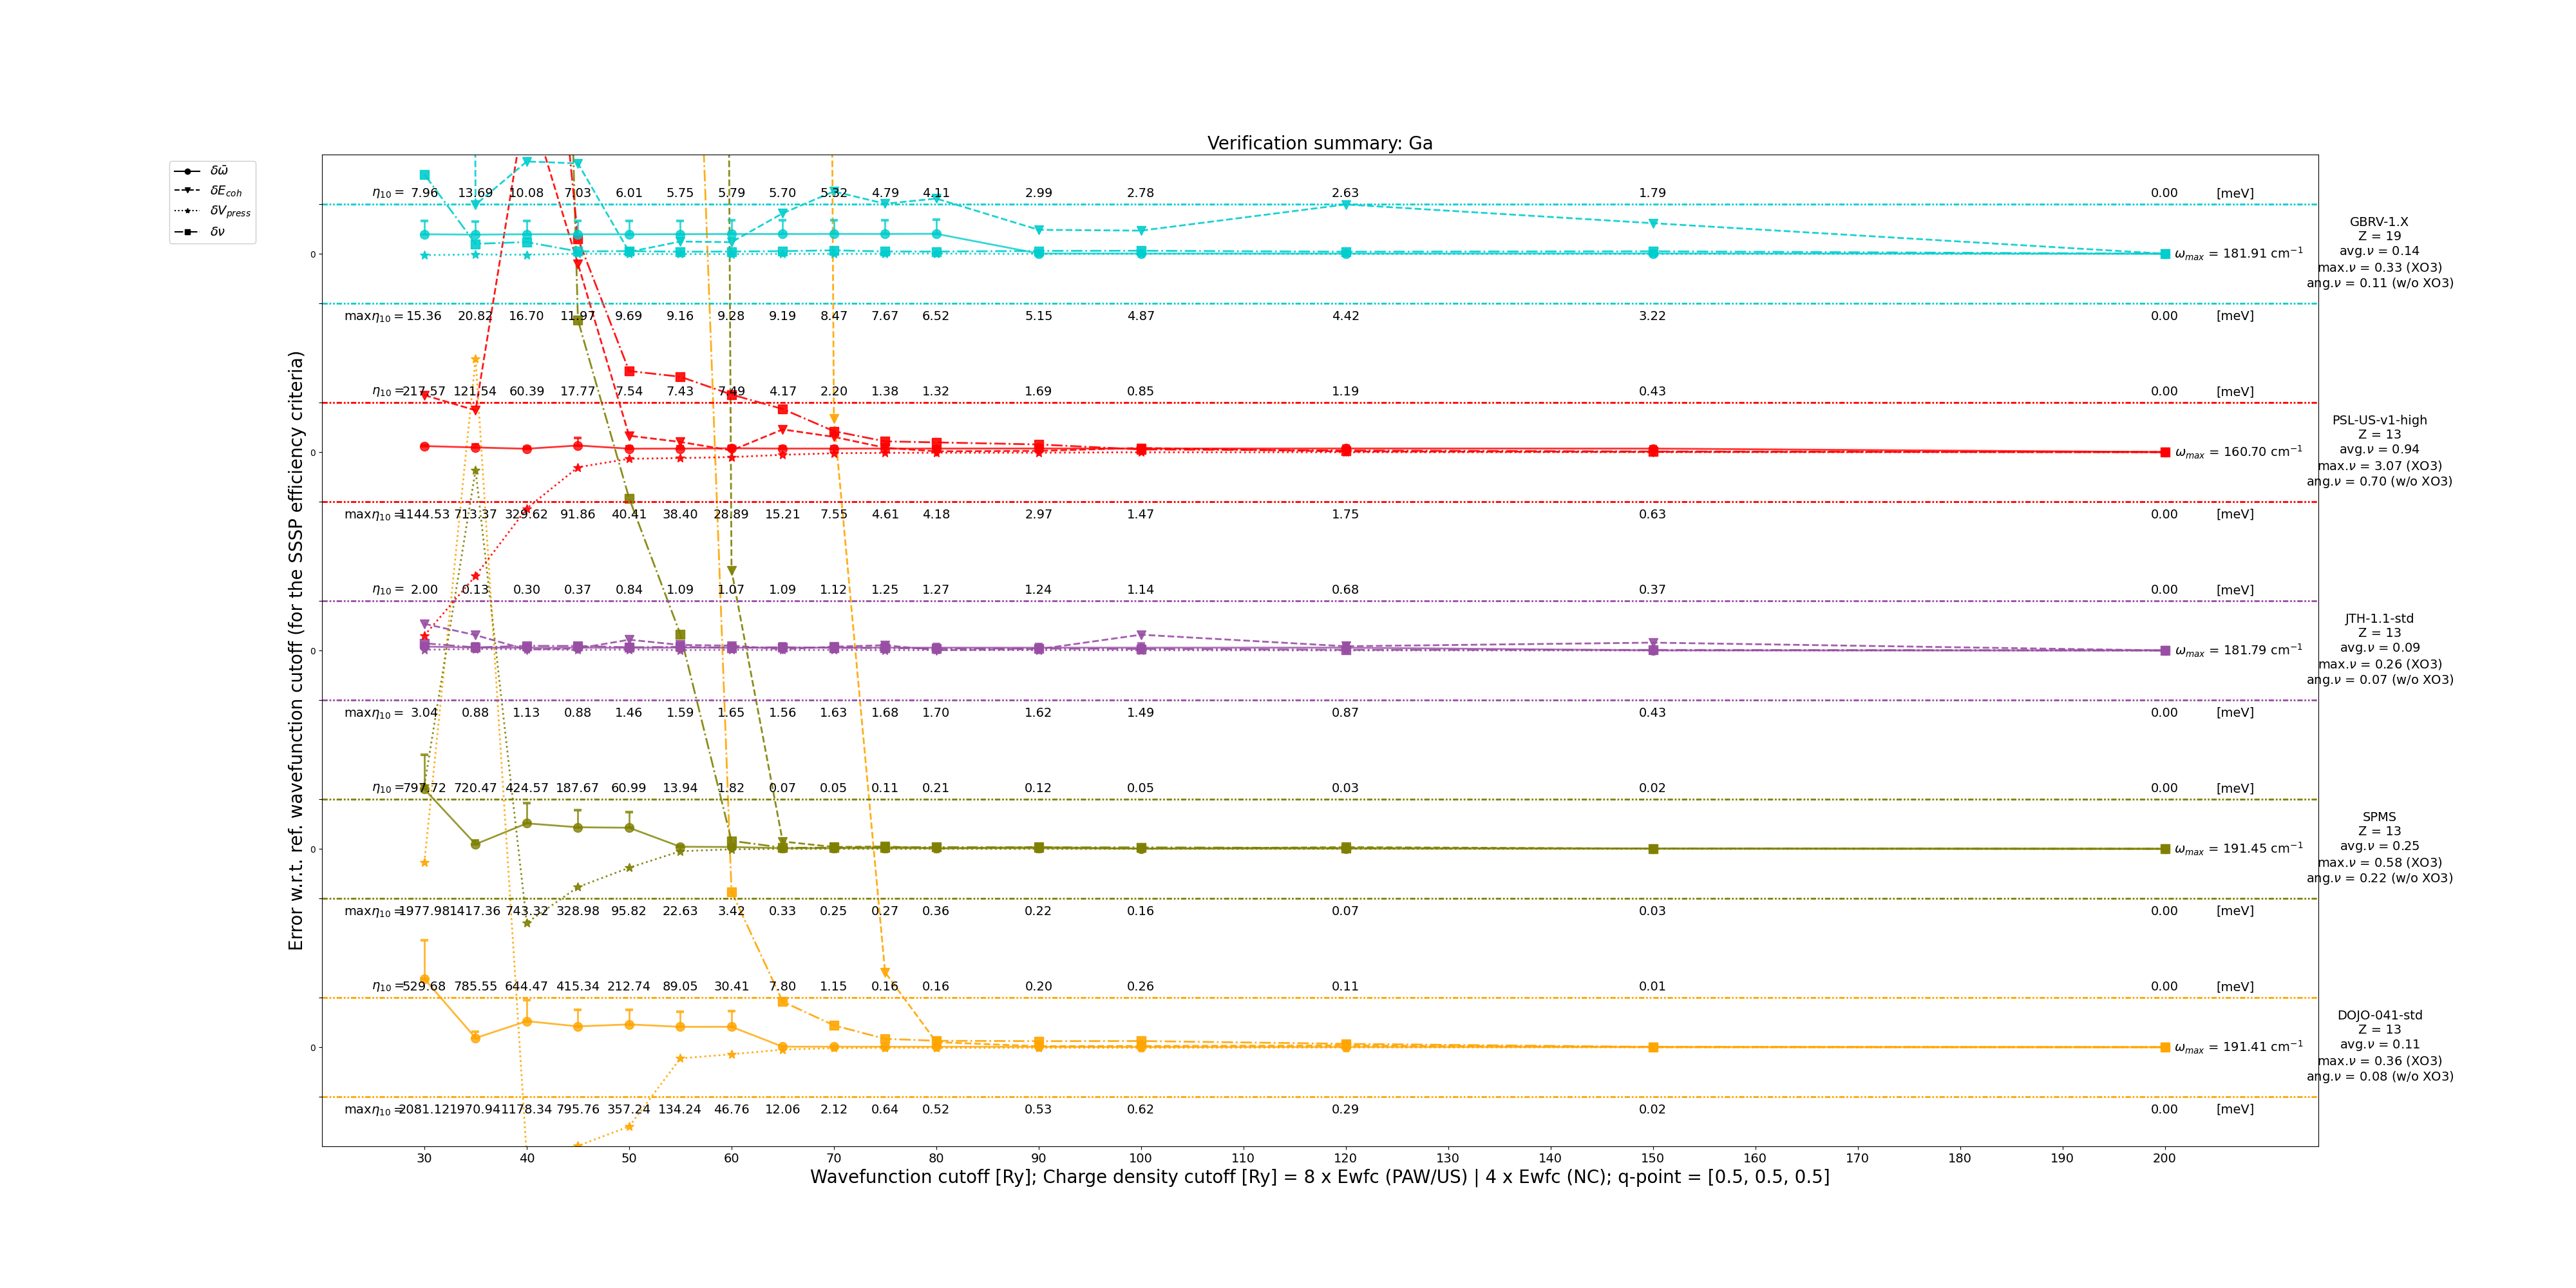 Verification summary: Ga
δω̄
δE_coh
δV_press
δν
Error w.r.t. ref. wavefunction cutoff (for the SSSP efficiency criteria)
η₁₀ = 7.96 13.69 10.08 7.03 6.01 5.75 5.79 5.70 5.32 4.79 4.11 2.99 2.78 2.63 1.79 0.00 [meV]
0
ω_max = 181.91 cm⁻¹
maxη₁₀ = 15.36 20.82 16.70 11.97 9.69 9.16 9.28 9.19 8.47 7.67 6.52 5.15 4.87 4.42 3.22 0.00 [meV]
GBRV-1.X
Z = 19
avg.ν = 0.14
max.ν = 0.33 (XO3)
ang.ν = 0.11 (w/o XO3)
η₁₀ = 217.57 121.54 60.39 17.77 7.54 7.43 7.49 4.17 2.20 1.38 1.32 1.69 0.85 1.19 0.43 0.00 [meV]
0
ω_max = 160.70 cm⁻¹
maxη₁₀ = 1144.53 713.37 329.62 91.86 40.41 38.40 28.89 15.21 7.55 4.61 4.18 2.97 1.47 1.75 0.63 0.00 [meV]
PSL-US-v1-high
Z = 13
avg.ν = 0.94
max.ν = 3.07 (XO3)
ang.ν = 0.70 (w/o XO3)
η₁₀ = 2.00 0.13 0.30 0.37 0.84 1.09 1.07 1.09 1.12 1.25 1.27 1.24 1.14 0.68 0.37 0.00 [meV]
0
ω_max = 181.79 cm⁻¹
maxη₁₀ = 3.04 0.88 1.13 0.88 1.46 1.59 1.65 1.56 1.63 1.68 1.70 1.62 1.49 0.87 0.43 0.00 [meV]
JTH-1.1-std
Z = 13
avg.ν = 0.09
max.ν = 0.26 (XO3)
ang.ν = 0.07 (w/o XO3)
η₁₀ = 797.72 720.47 424.57 187.67 60.99 13.94 1.82 0.07 0.05 0.11 0.21 0.12 0.05 0.03 0.02 0.00 [meV]
0
ω_max = 191.45 cm⁻¹
maxη₁₀ = 1977.98 1417.36 743.32 328.98 95.82 22.63 3.42 0.33 0.25 0.27 0.36 0.22 0.16 0.07 0.03 0.00 [meV]
SPMS
Z = 13
avg.ν = 0.25
max.ν = 0.58 (XO3)
ang.ν = 0.22 (w/o XO3)
η₁₀ = 529.68 785.55 644.47 415.34 212.74 89.05 30.41 7.80 1.15 0.16 0.16 0.20 0.26 0.11 0.01 0.00 [meV]
0
ω_max = 191.41 cm⁻¹
maxη₁₀ = 2081.12 1970.94 1178.34 795.76 357.24 134.24 46.76 12.06 2.12 0.64 0.52 0.53 0.62 0.29 0.02 0.00 [meV]
DOJO-041-std
Z = 13
avg.ν = 0.11
max.ν = 0.36 (XO3)
ang.ν = 0.08 (w/o XO3)
30 40 50 60 70 80 90 100 110 120 130 140 150 160 170 180 190 200
Wavefunction cutoff [Ry]; Charge density cutoff [Ry] = 8 x Ewfc (PAW/US) | 4 x Ewfc (NC); q-point = [0.5, 0.5, 0.5]